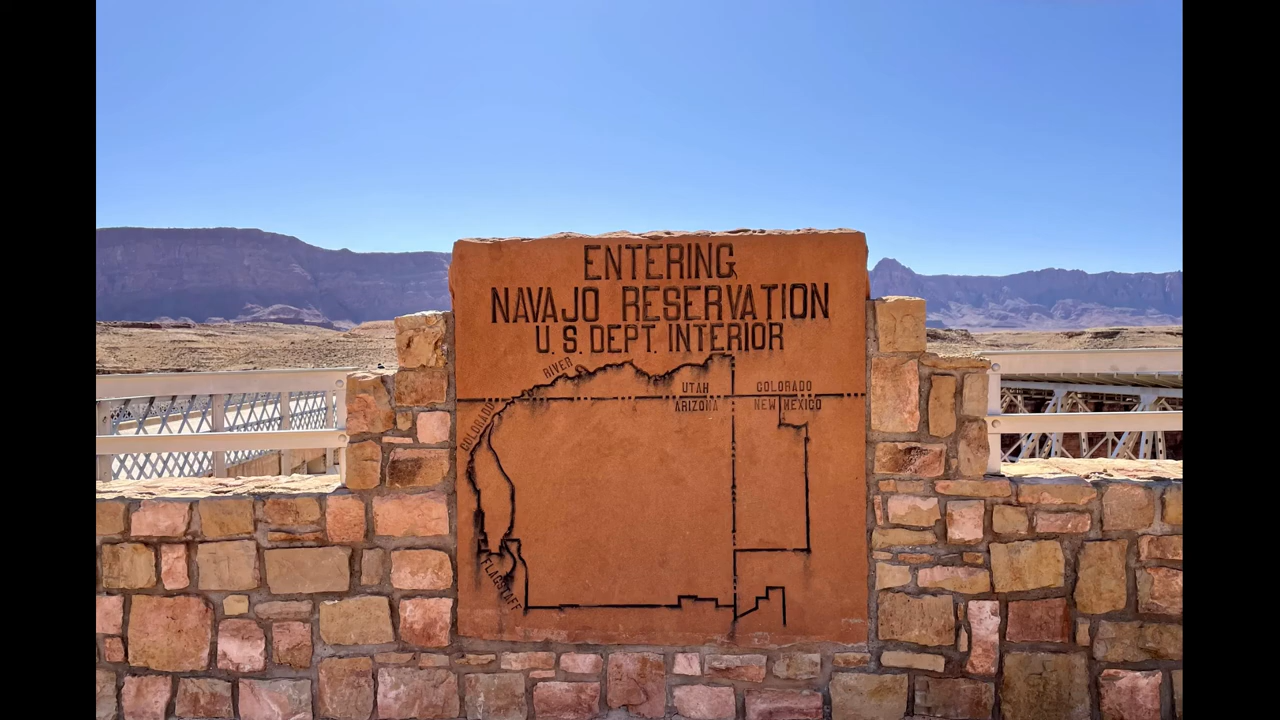 ENTERING
NAVAJO RESERVATION
U.S. DEPT. INTERIOR
RIVER
UTAH COLORADO
ARIZONA NEW MEXICO
COLORADO
FLAGSTAFF